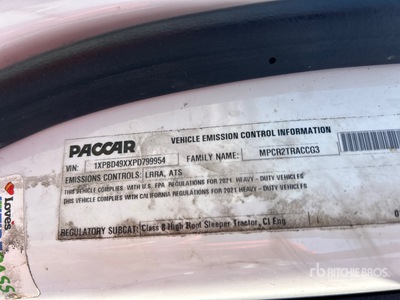 PACCAR
VEHICLE EMISSION CONTROL INFORMATION
VIN: 1XPBD49XXPD799954
FAMILY NAME: MPCR2TRACCG3
EMISSIONS CONTROLS: LRRA, ATS
THIS VEHICLE COMPLIES WITH U.S. EPA REGULATIONS FOR 2021 HEAVY - DUTY VEHICLES
THIS VEHICLE COMPLIES WITH CALIFORNIA REGULATIONS FOR 2021 HEAVY - DUTY VEHICLES
REGULATORY SUBCAT: Class 8 High Roof Sleeper Tractor, CI Eng
Loves
rb ritchie Bros.